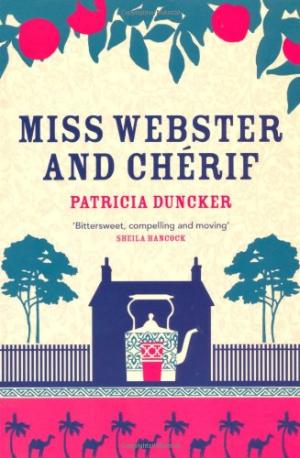 MISS WEBSTER
AND CHÉRIF
PATRICIA DUNCKER
'Bittersweet, compelling and moving'
SHEILA HANCOCK